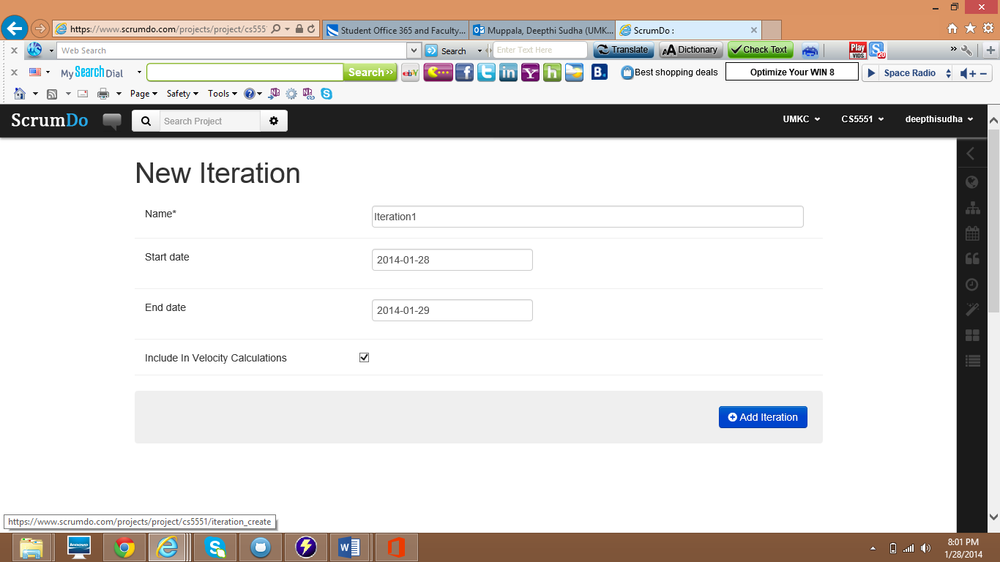 https://www.scrumdo.com/projects/project/cs555
Student Office 365 and Faculty...
Muppala, Deepthi Sudha (UMK...
ScrumDo :
Web Search
Search
Enter Text Here
Translate
Dictionary
Check Text
Play
VIDS
S
20
My Search Dial
Search >>
ebY
f
t
in
Y
h
B.
Best shopping deals
Optimize Your WIN 8
Space Radio
Page
Safety
Tools
ScrumDo
Search Project
UMKC
CS5551
deepthisudha
New Iteration
Name*
Iteration1
Start date
2014-01-28
End date
2014-01-29
Include In Velocity Calculations
Add Iteration
https://www.scrumdo.com/projects/project/cs5551/iteration_create
lenovo
8:01 PM
1/28/2014